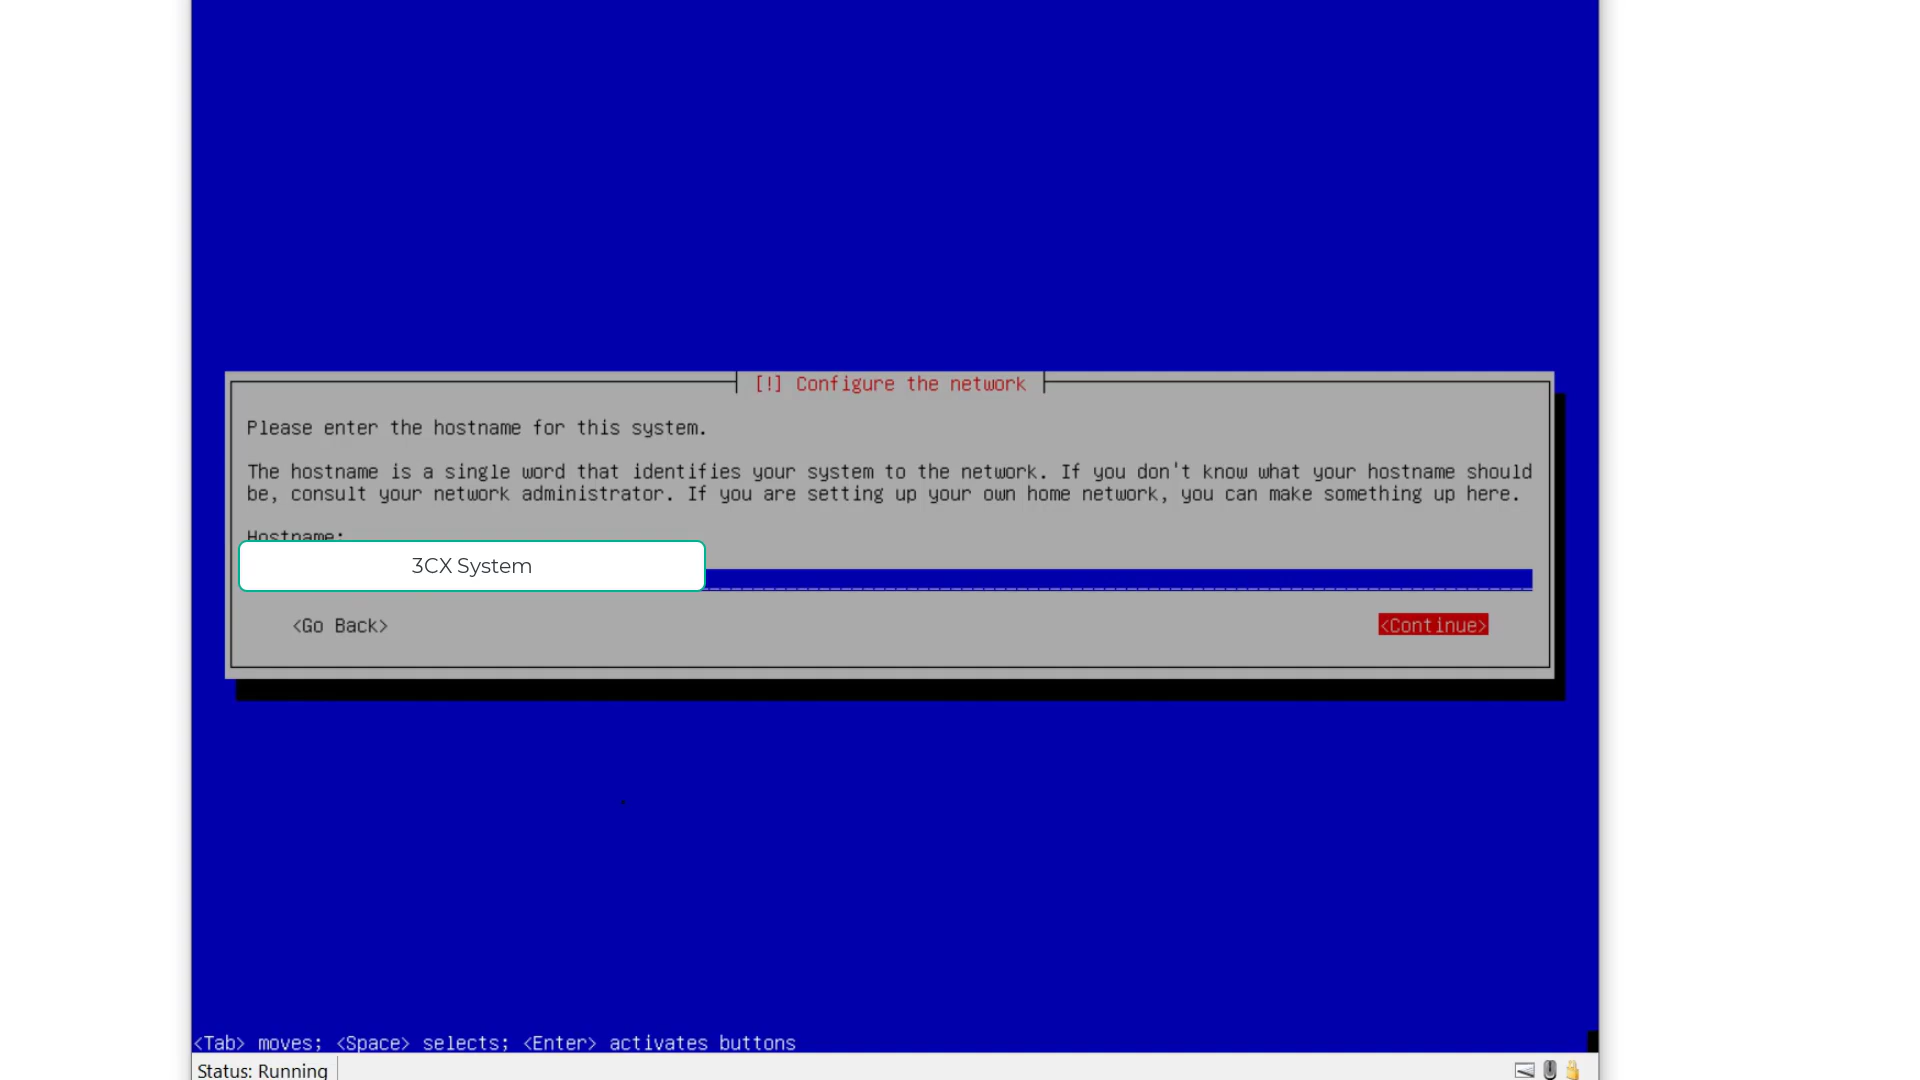 [!] Configure the network
Please enter the hostname for this system.
The hostname is a single word that identifies your system to the network. If you don't know what your hostname should
be, consult your network administrator. If you are setting up your own home network, you can make something up here.
Hostname:
3CX System
<Go Back>
<Continue>
<Tab> moves; <Space> selects; <Enter> activates buttons
Status: Running